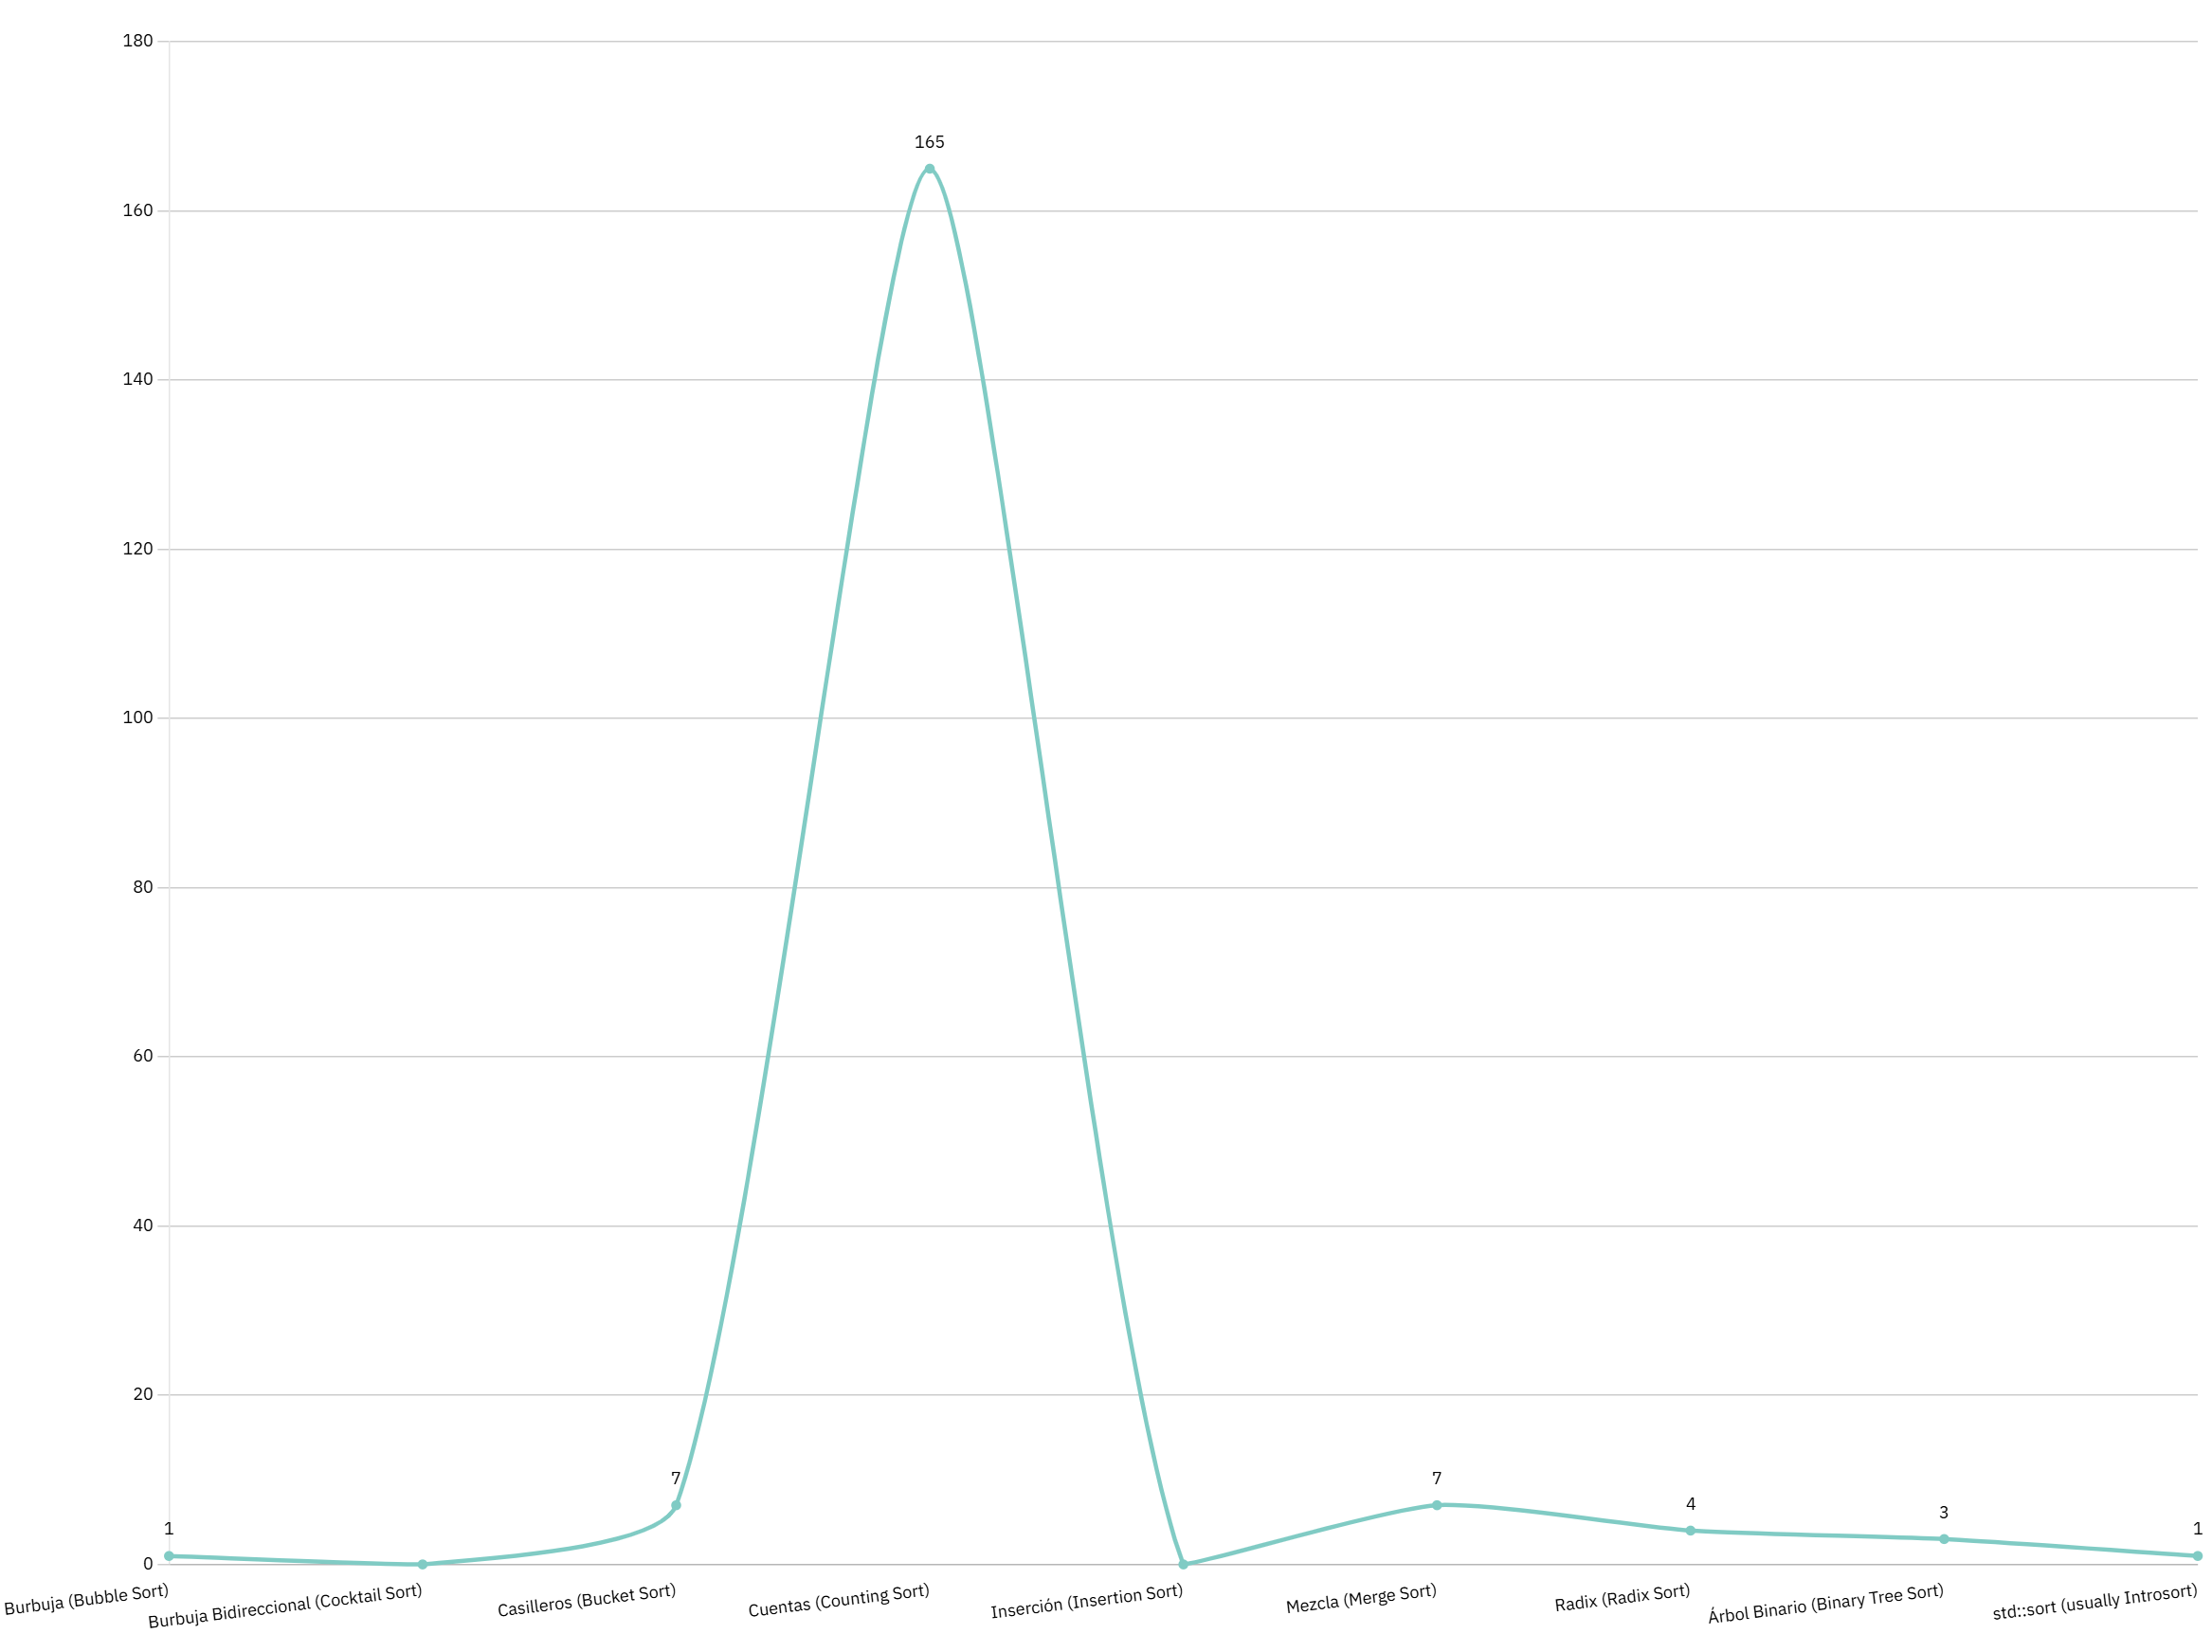 180
165
160
140
120
100
80
60
40
20
7
7
4
3
1
1
0
Burbuja (Bubble Sort)
Burbuja Bidireccional (Cocktail Sort)
Casilleros (Bucket Sort)
Cuentas (Counting Sort)
Inserción (Insertion Sort)
Mezcla (Merge Sort)
Radix (Radix Sort)
Árbol Binario (Binary Tree Sort)
std::sort (usually Introsort)